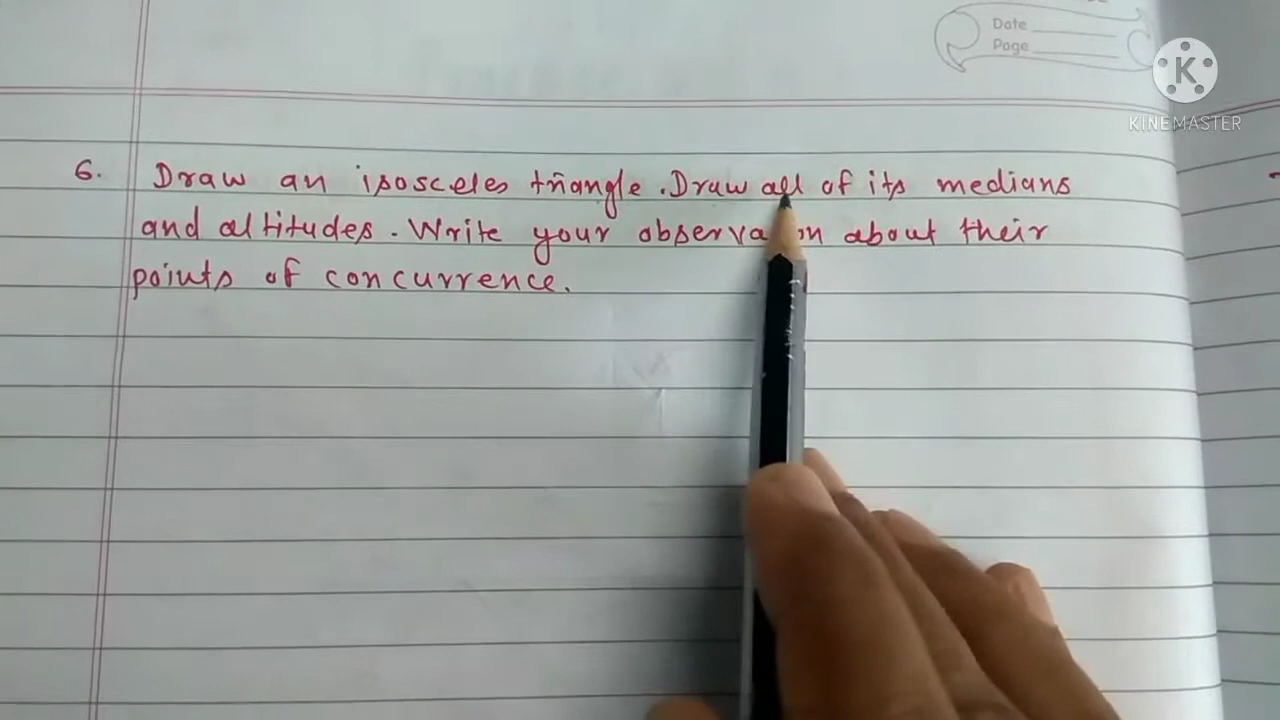 Date
Page
K
KINEMASTER
6. Draw an isosceles triangle. Draw all of its medians
and altitudes. Write your about their
points of concurrence.